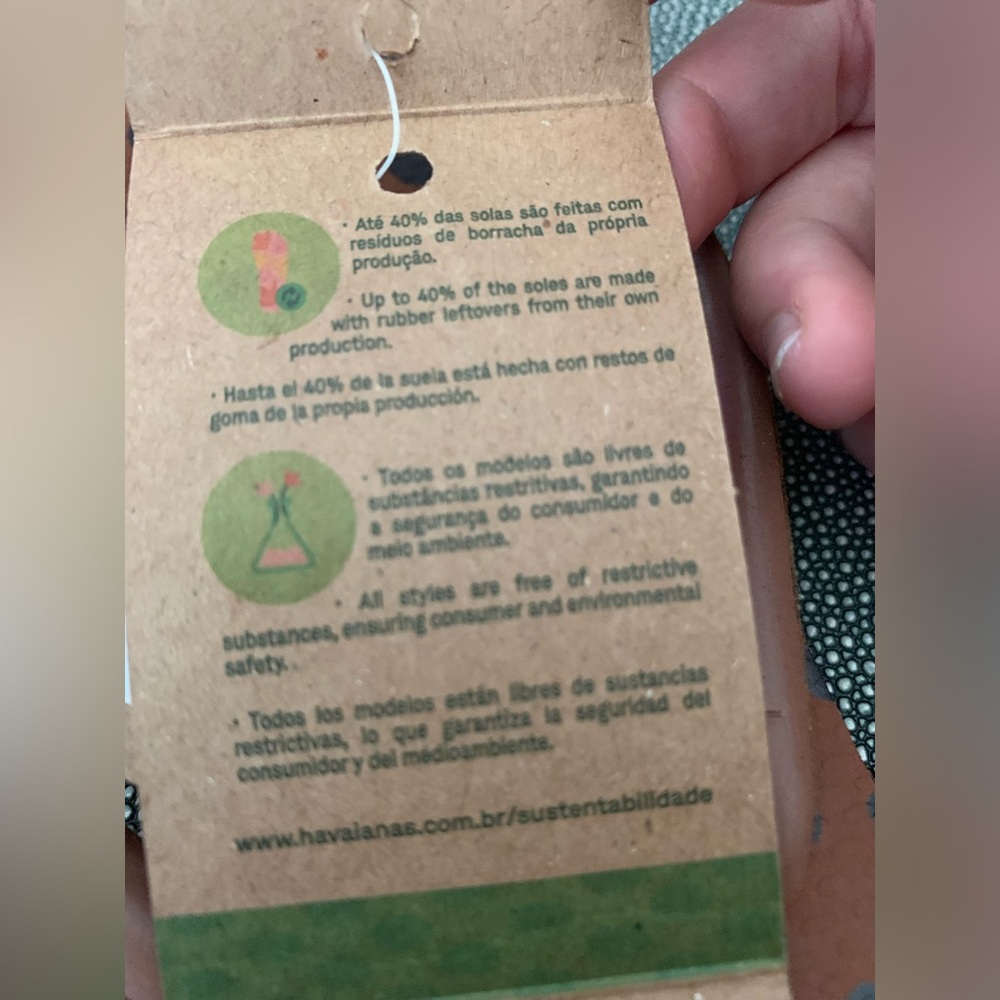 · Até 40% das solas são feitas com
resíduos de borracha da própria
produção.
· Up to 40% of the soles are made
with rubber leftovers from their own
production.
· Hasta el 40% de la suela está hecha con restos de
goma de la propia producción.
· Todos os modelos são livres de
substâncias restritivas, garantindo
a segurança do consumidor e do
meio ambiente.
· All styles are free of restrictive
substances, ensuring consumer and environmental
safety.
· Todos los modelos están libres de sustancias
restrictivas, lo que garantiza la seguridad del
consumidor y del medioambiente.
www.havaianas.com.br/sustentabilidade